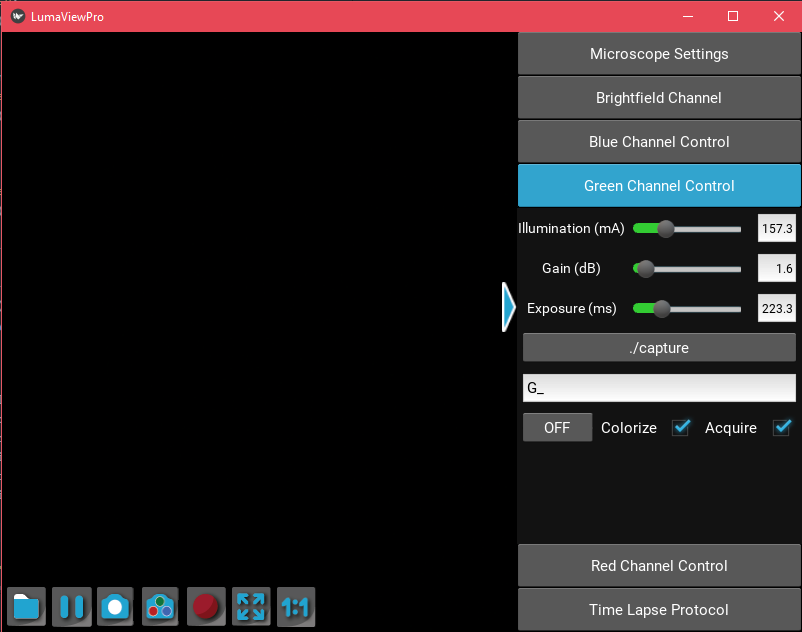 LumaViewPro
Microscope Settings
Brightfield Channel
Blue Channel Control
Green Channel Control
Illumination (mA) 157.3
Gain (dB) 1.6
Exposure (ms) 223.3
./capture
G_
OFF Colorize Acquire
Red Channel Control
Time Lapse Protocol
1:1